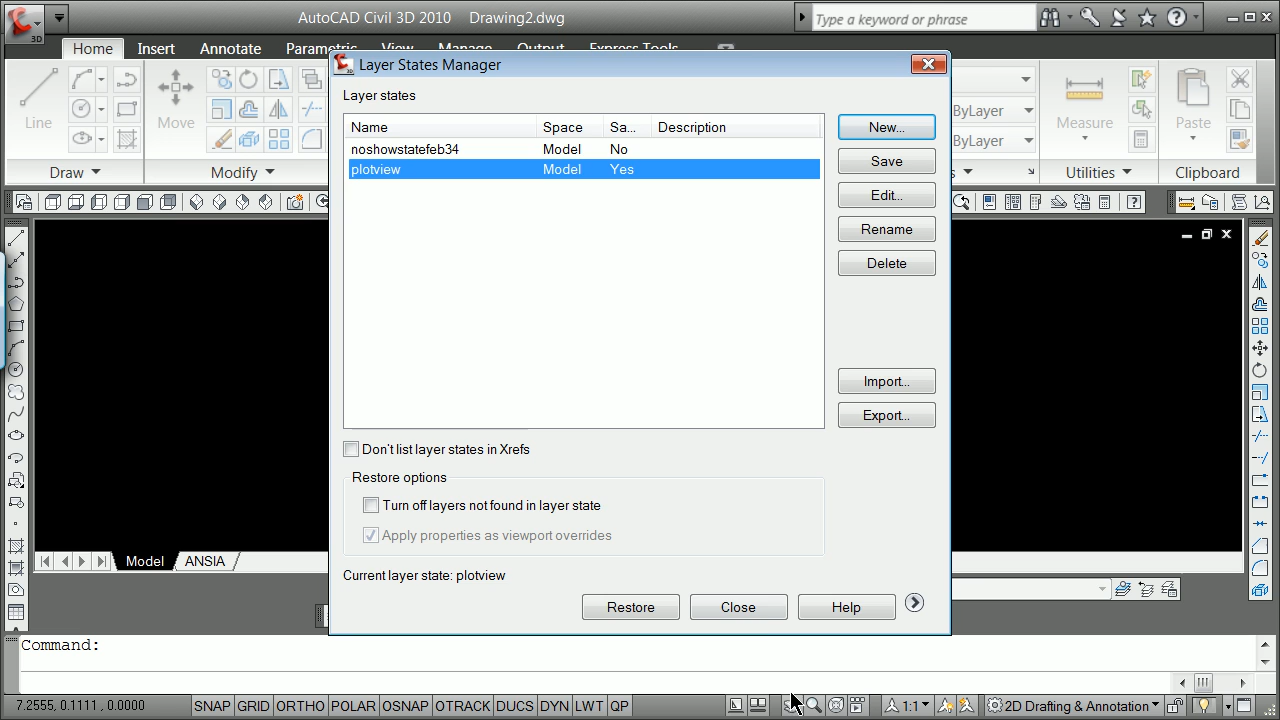 AutoCAD Civil 3D 2010 Drawing2.dwg
Type a keyword or phrase
3D
Home Insert Annotate Parametric View Manage Output Express Tools
Layer States Manager
Line
Move
ByLayer
ByLayer
Measure
Paste
Draw
Modify
Utilities
Clipboard
Layer states
Name Space Sa... Description
noshowstatefeb34 Model No
plotview Model Yes
New...
Save
Edit...
Rename
Delete
Import...
Export...
Don't list layer states in Xrefs
Restore options
Turn off layers not found in layer state
Apply properties as viewport overrides
Current layer state: plotview
Restore Close Help
Model ANSIA
Command:
7.2555, 0.1111 , 0.0000 SNAP GRID ORTHO POLAR OSNAP OTRACK DUCS DYN LWT QP 1:1 2D Drafting & Annotation